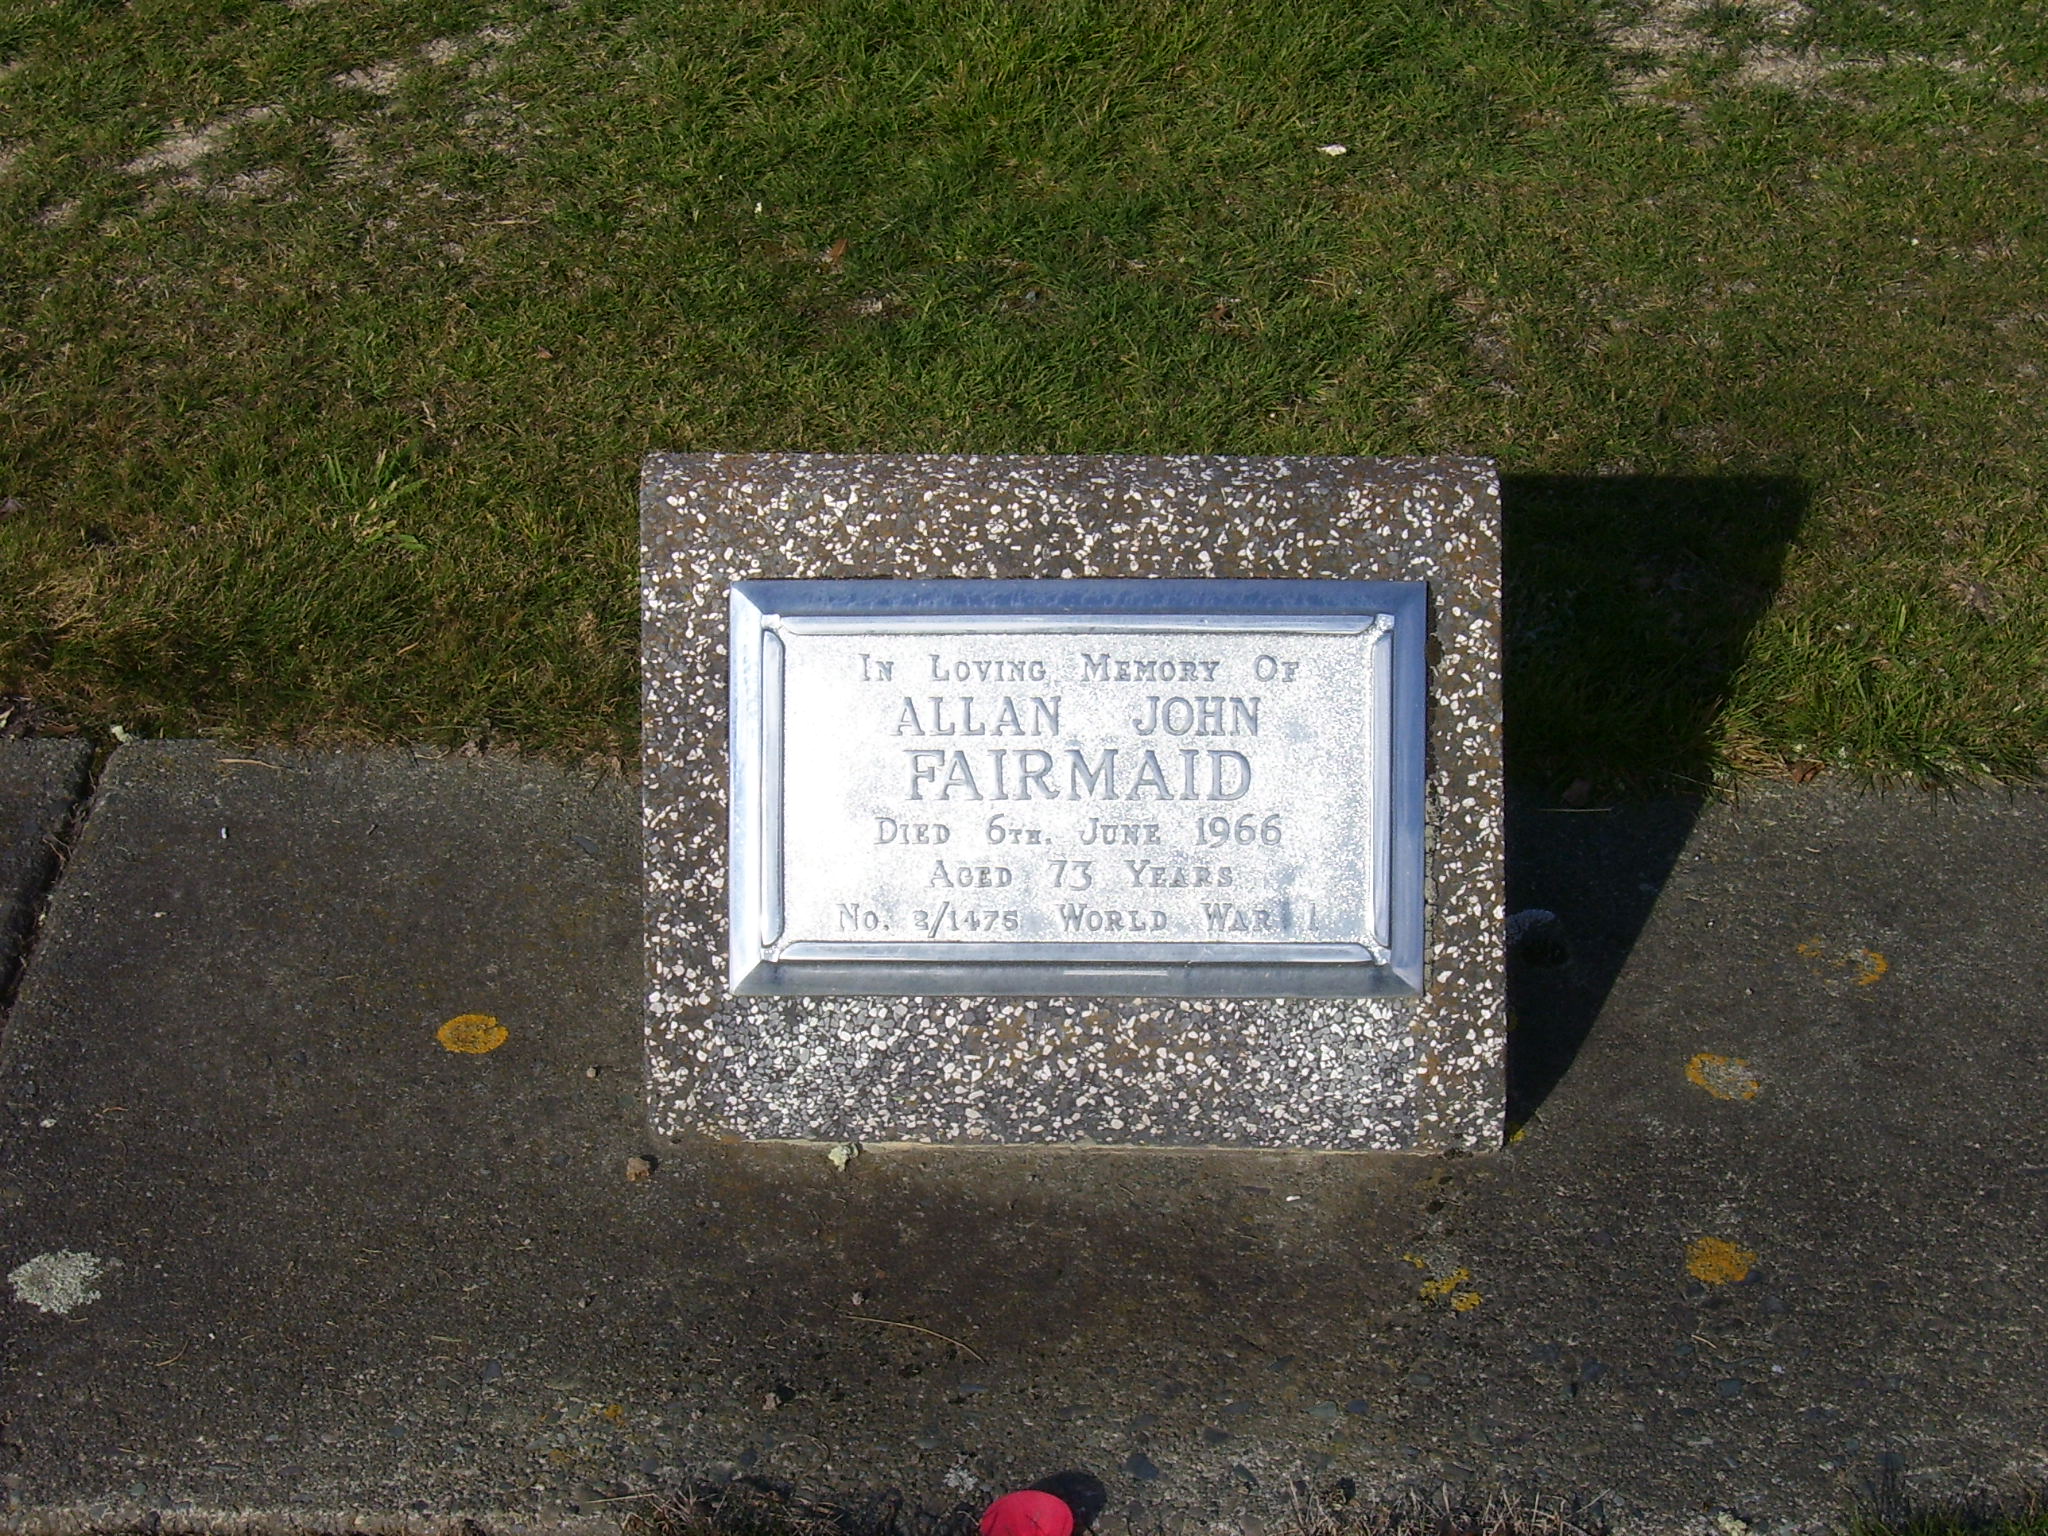 In Loving Memory Of
ALLAN JOHN
FAIRMAID
Died 6th. June 1966
Aged 73 Years
No. 2/1475 World War 1